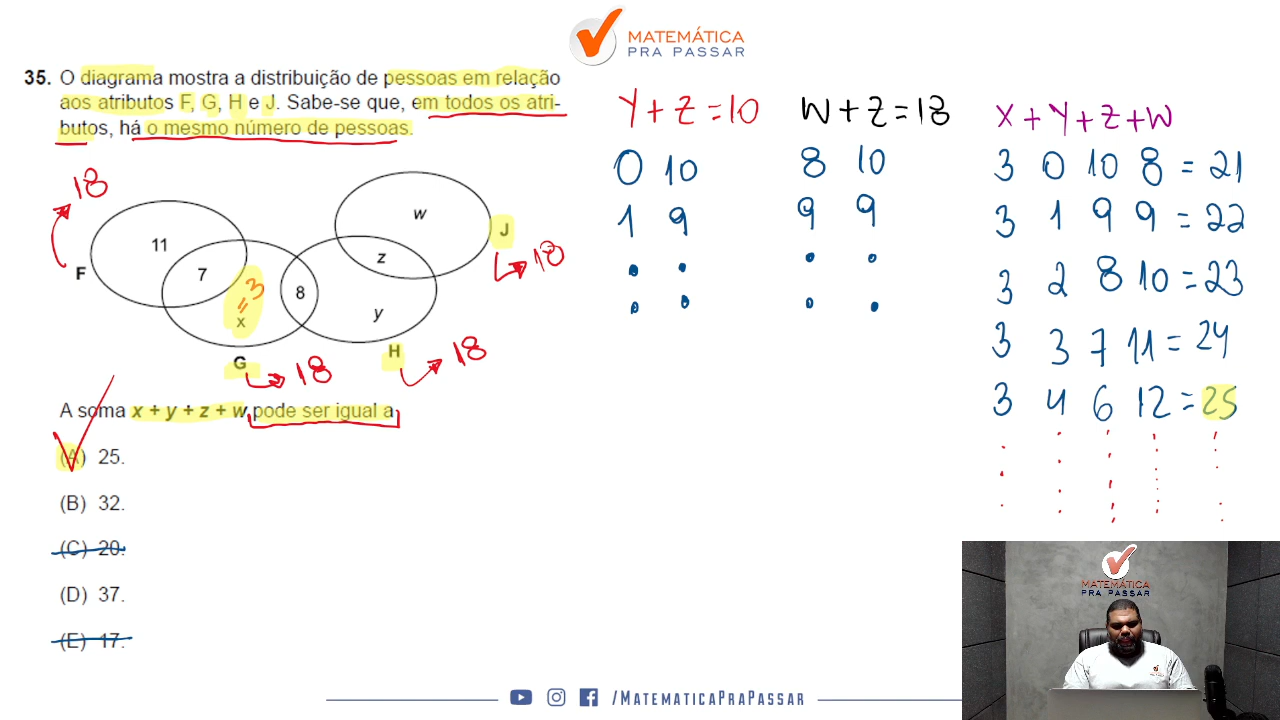 MATEMÁTICA
PRA PASSAR
35. O diagrama mostra a distribuição de pessoas em relação
aos atributos F, G, H e J. Sabe-se que, em todos os atri-
butos, há o mesmo número de pessoas.
18
11
7
F
= 3
x
G
18
8
z
y
H
18
w
J
18
A soma x + y + z + w pode ser igual a
(A) 25.
(B) 32.
(C) 20.
(D) 37.
(E) 17.
Y + Z = 10
0 10
1 9
W + Z = 18
8 10
9 9
X + Y + Z + W
3 0 10 8 = 21
3 1 9 9 = 22
3 2 8 10 = 23
3 3 7 11 = 24
3 4 6 12 = 25
MATEMÁTICA
PRA PASSAR
/MATEMATICAPRAPASSAR